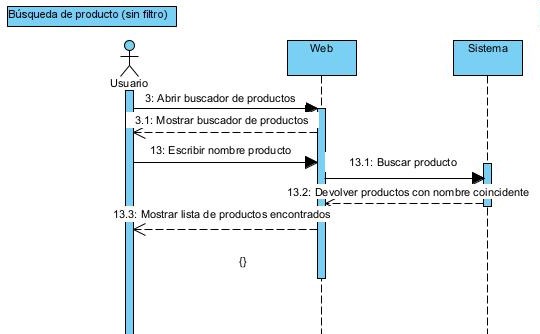 Búsqueda de producto (sin filtro)
Web
Sistema
Usuario
3: Abrir buscador de productos
3.1: Mostrar buscador de productos
13: Escribir nombre producto
13.1: Buscar producto
13.2: Devolver productos con nombre coincidente
13.3: Mostrar lista de productos encontrados
{}